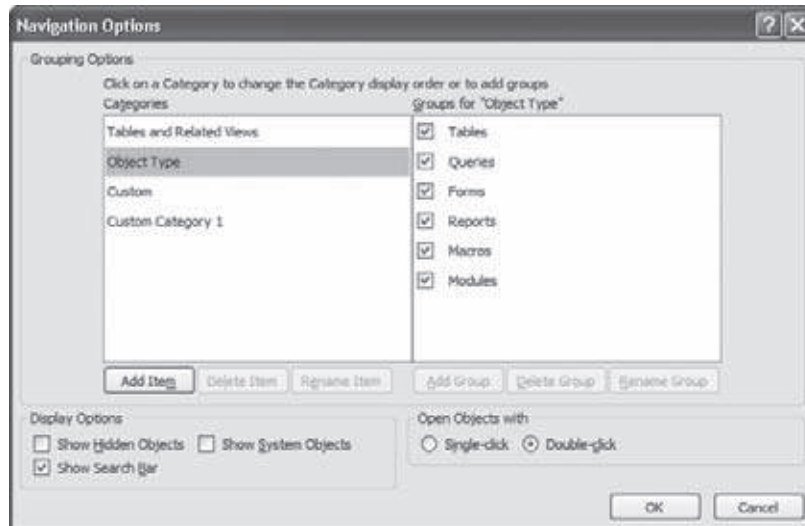 Navigation Options
Grouping Options
Click on a Category to change the Category display order or to add groups
Categories
Groups for "Object Type"
Tables and Related Views
Object Type
Custom
Custom Category 1
Tables
Queries
Forms
Reports
Macros
Modules
Add Item
Delete Item
Rename Item
Add Group
Delete Group
Rename Group
Display Options
Show Hidden Objects
Show System Objects
Show Search Bar
Open Objects with
Single-click
Double-click
OK
Cancel